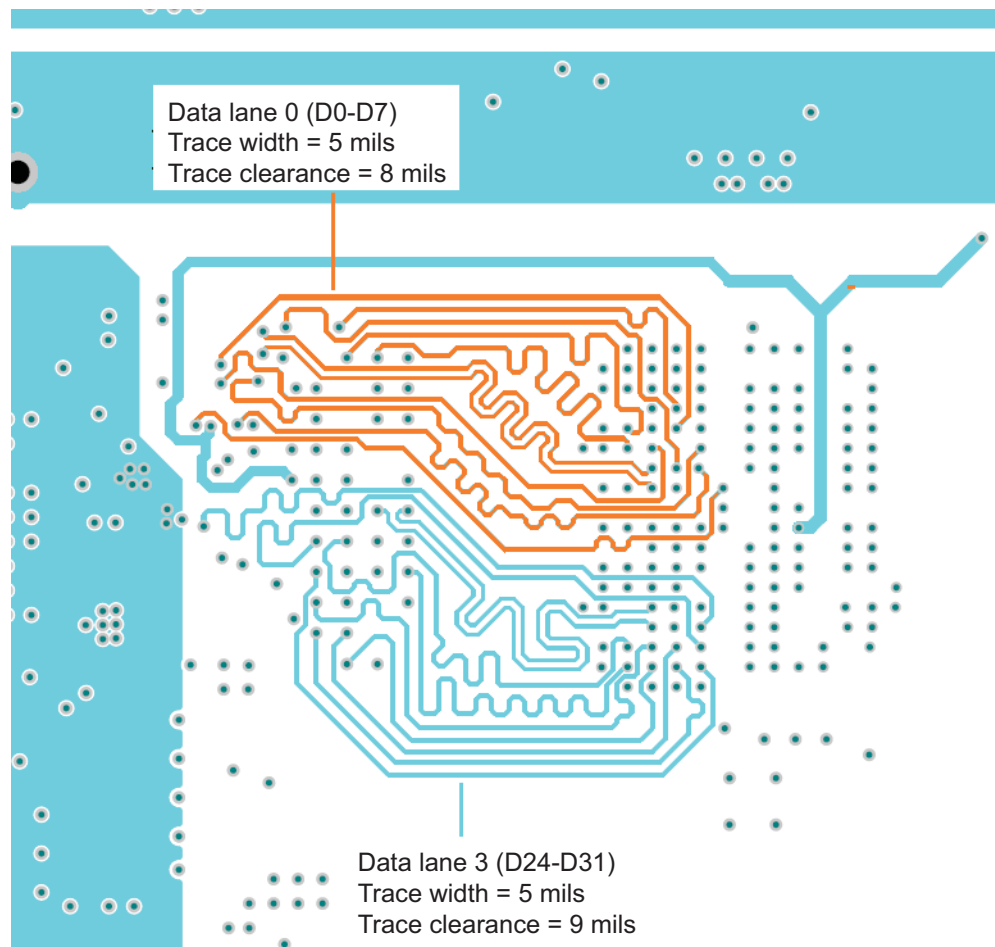 Data lane 0 (D0-D7)
Trace width = 5 mils
Trace clearance = 8 mils
Data lane 3 (D24-D31)
Trace width = 5 mils
Trace clearance = 9 mils